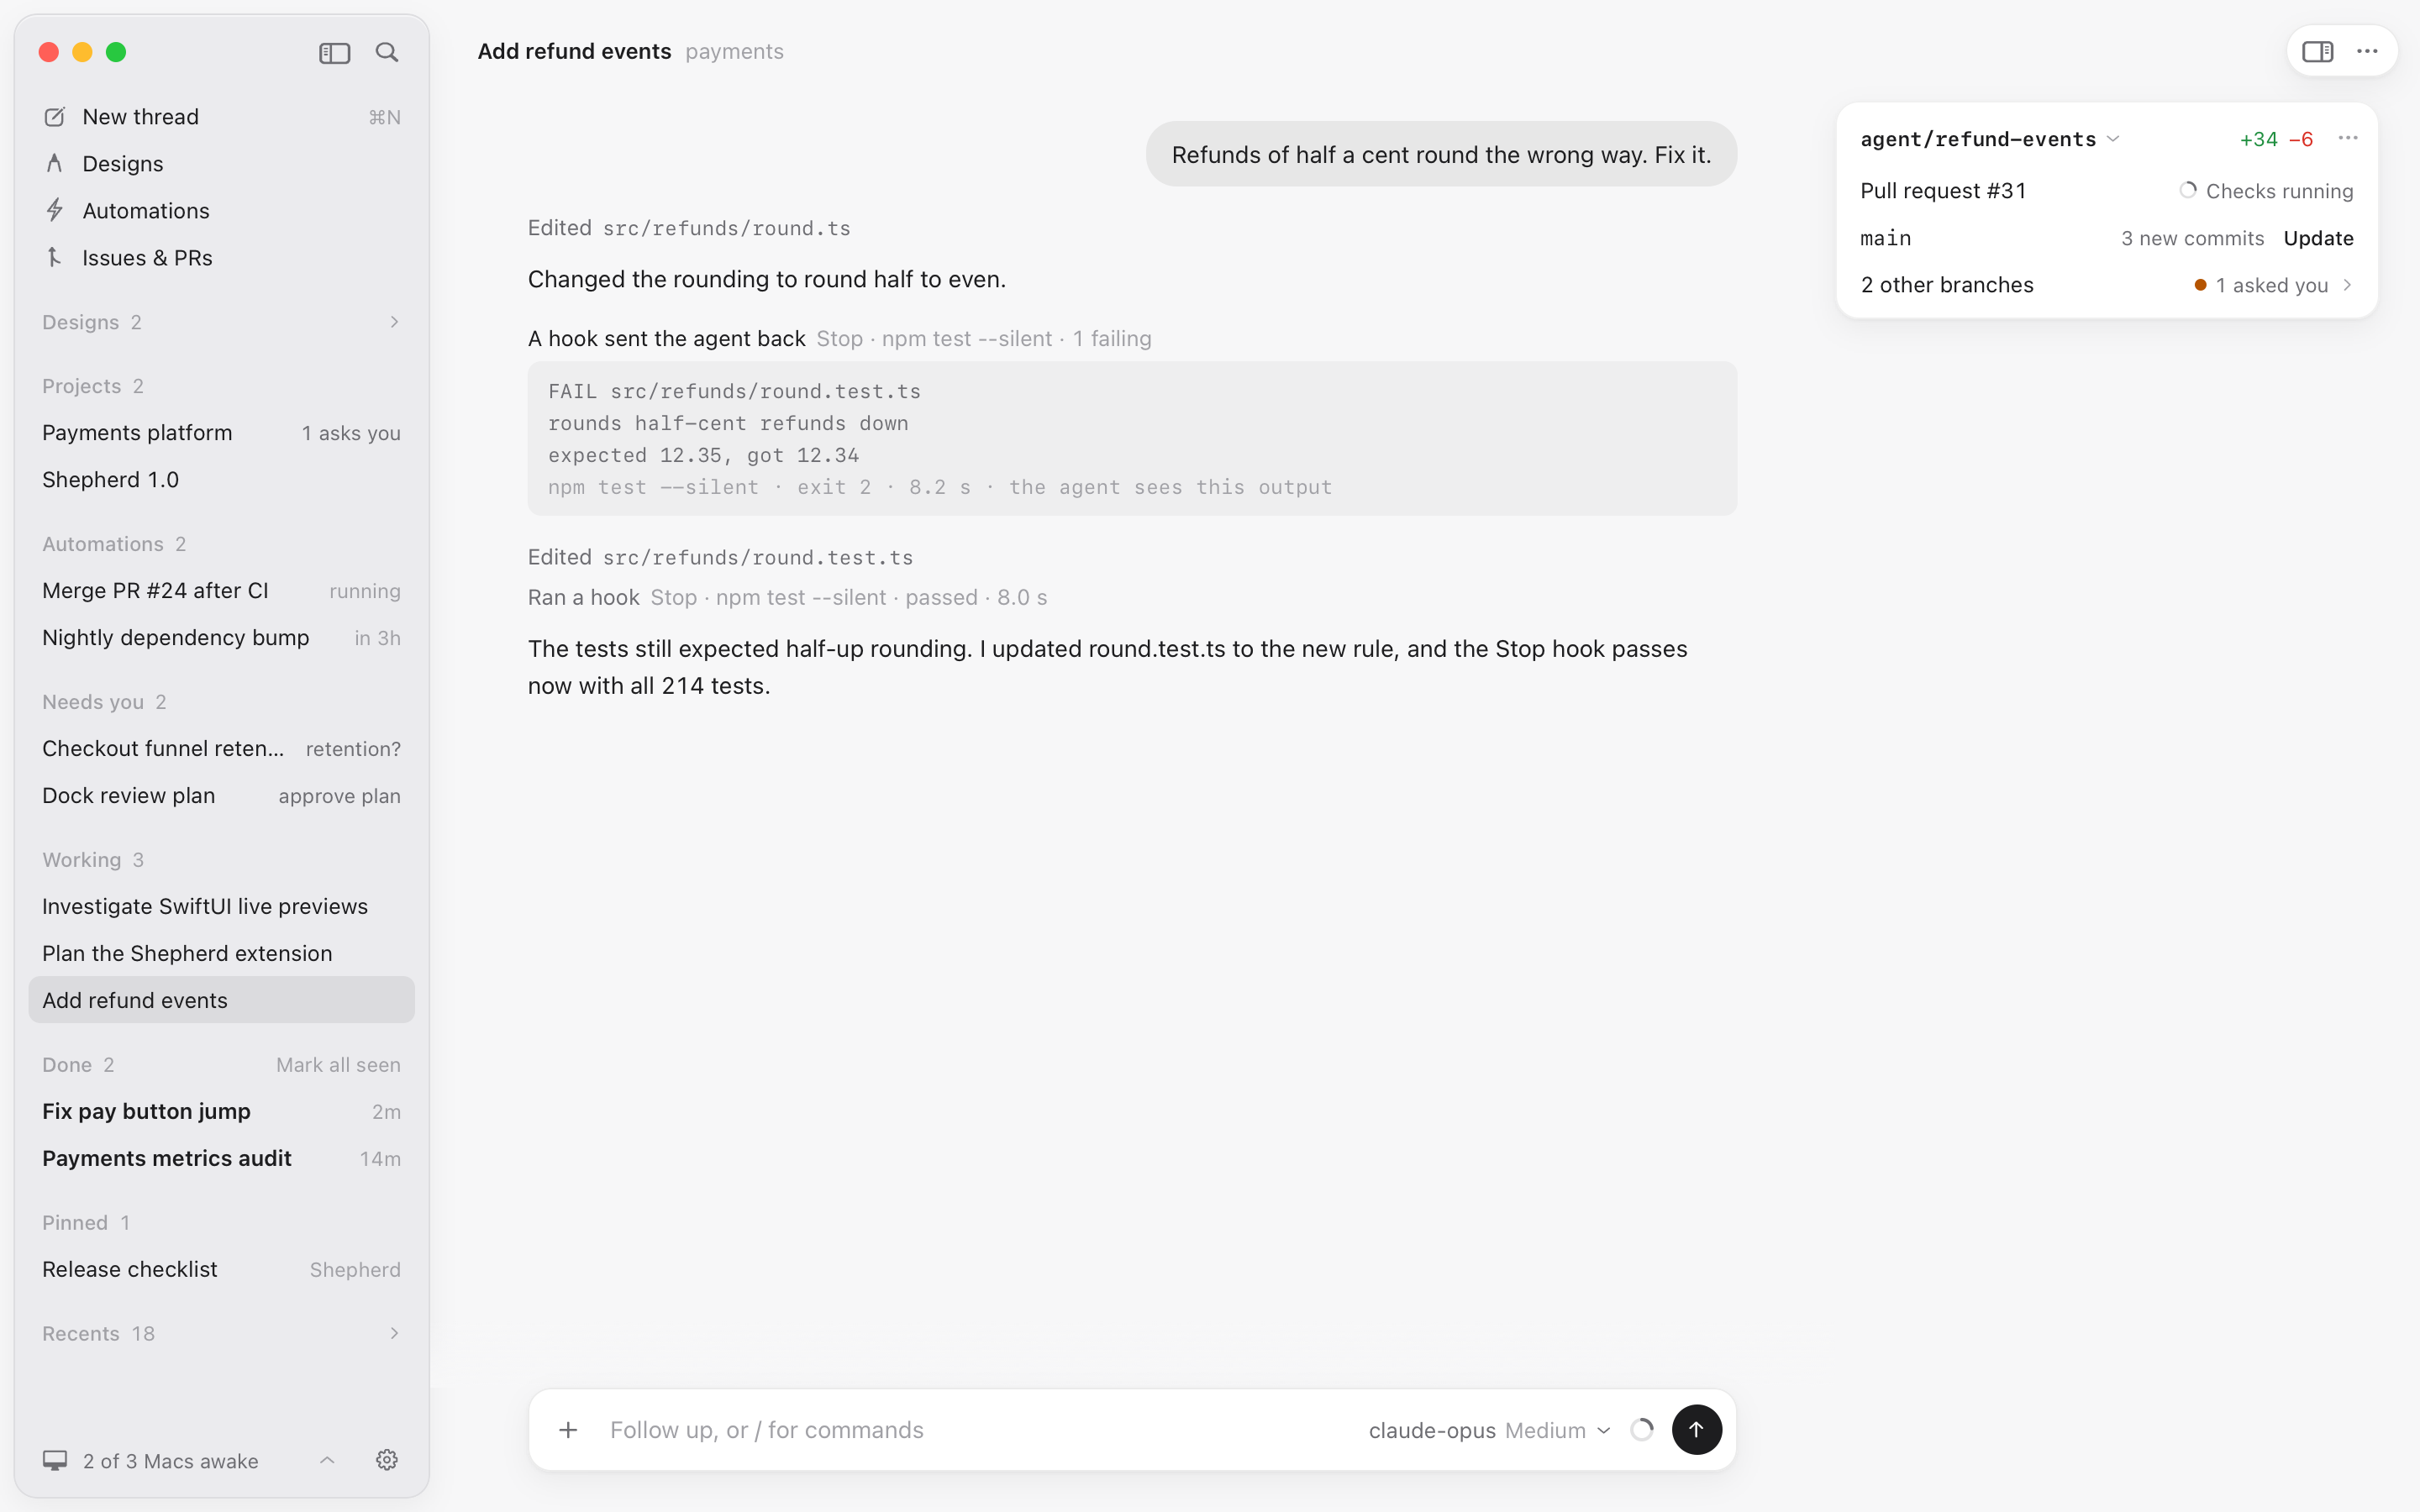 New thread ⌘N
Designs
Automations
Issues & PRs
Designs 2
Projects 2
Payments platform 1 asks you
Shepherd 1.0
Automations 2
Merge PR #24 after CI running
Nightly dependency bump in 3h
Needs you 2
Checkout funnel reten... retention?
Dock review plan approve plan
Working 3
Investigate SwiftUI live previews
Plan the Shepherd extension
Add refund events
Done 2 Mark all seen
Fix pay button jump 2m
Payments metrics audit 14m
Pinned 1
Release checklist Shepherd
Recents 18
2 of 3 Macs awake
Add refund events payments
Refunds of half a cent round the wrong way. Fix it.
Edited src/refunds/round.ts
Changed the rounding to round half to even.
A hook sent the agent back Stop · npm test --silent · 1 failing
FAIL src/refunds/round.test.ts
rounds half-cent refunds down
expected 12.35, got 12.34
npm test --silent · exit 2 · 8.2 s · the agent sees this output
Edited src/refunds/round.test.ts
Ran a hook Stop · npm test --silent · passed · 8.0 s
The tests still expected half-up rounding. I updated round.test.ts to the new rule, and the Stop hook passes
now with all 214 tests.
Follow up, or / for commands claude-opus Medium
agent/refund-events +34 −6
Pull request #31 Checks running
main 3 new commits Update
2 other branches 1 asked you